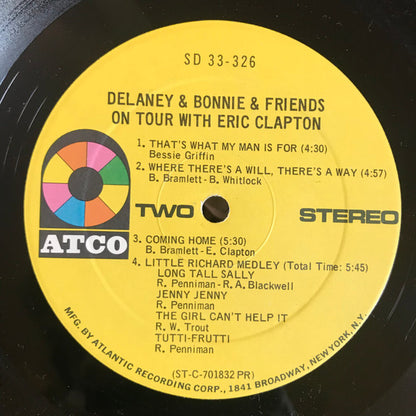 SD 33-326
DELANEY & BONNIE & FRIENDS
ON TOUR WITH ERIC CLAPTON
1. THAT'S WHAT MY MAN IS FOR (4:30)
Bessie Griffin
2. WHERE THERE'S A WILL, THERE'S A WAY (4:57)
B. Bramlett - B. Whitlock
TWO
STEREO
ATCO
3. COMING HOME (5:30)
B. Bramlett - E. Clapton
4. LITTLE RICHARD MEDLEY (Total Time: 5:45)
LONG TALL SALLY
R. Penniman - R. A. Blackwell
JENNY JENNY
R. Penniman
THE GIRL CAN'T HELP IT
R. W. Trout
TUTTI-FRUTTI
R. Penniman
(ST-C-701832 PR)
MFG. BY ATLANTIC RECORDING CORP., 1841 BROADWAY, NEW YORK, N.Y.